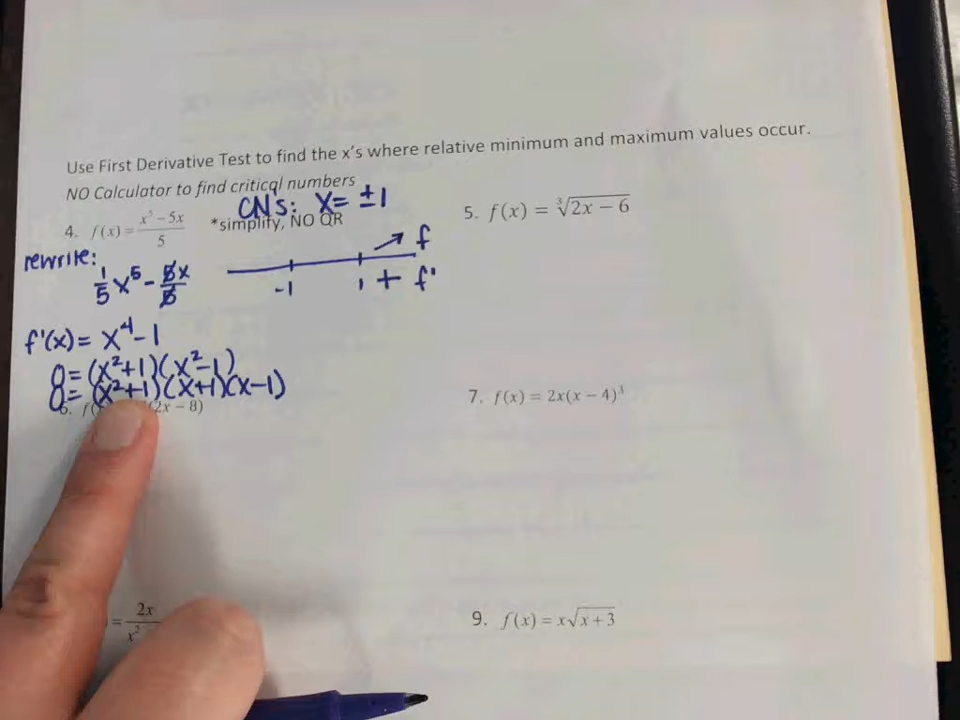 Use First Derivative Test to find the x's where relative minimum and maximum values occur.
NO Calculator to find critical numbers
CN's: x = ±1
4. f(x) = (x⁵ − 5x)/5 *simplify, NO QR
5. f(x) = ∛(2x − 6)
rewrite:
1/5 x⁵ - 5x/5
↗ f
-1 1 + f'
f'(x) = x⁴ - 1
0 = (x²+1)(x²-1)
0 = (x²+1)(x+1)(x-1)
6. f( (2x − 8)
7. f(x) = 2x(x − 4)³
= 2x/x²
9. f(x) = x√(x + 3)